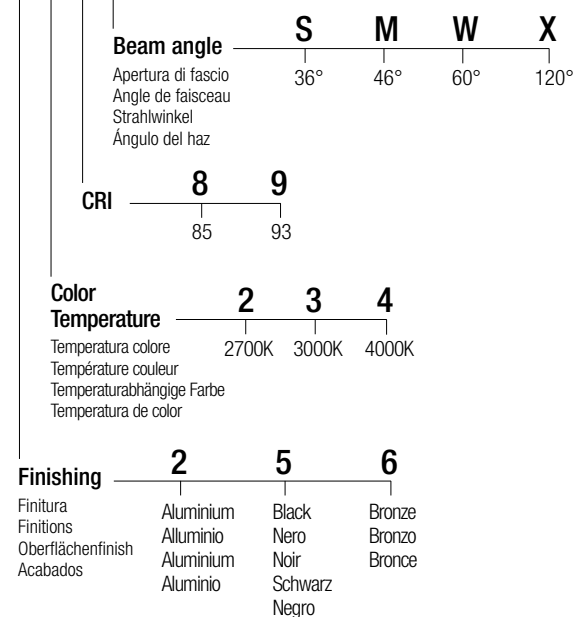 S M W X
Beam angle
36° 46° 60° 120°
Apertura di fascio
Angle de faisceau
Strahlwinkel
Ángulo del haz
8 9
CRI
85 93
Color
Temperature
2 3 4
2700K 3000K 4000K
Temperatura colore
Température couleur
Temperaturabhängige Farbe
Temperatura de color
2 5 6
Finishing
Finitura
Finitions
Oberflächenfinish
Acabados
Aluminium
Alluminio
Aluminium
Aluminio
Black
Nero
Noir
Schwarz
Negro
Bronze
Bronzo
Bronce